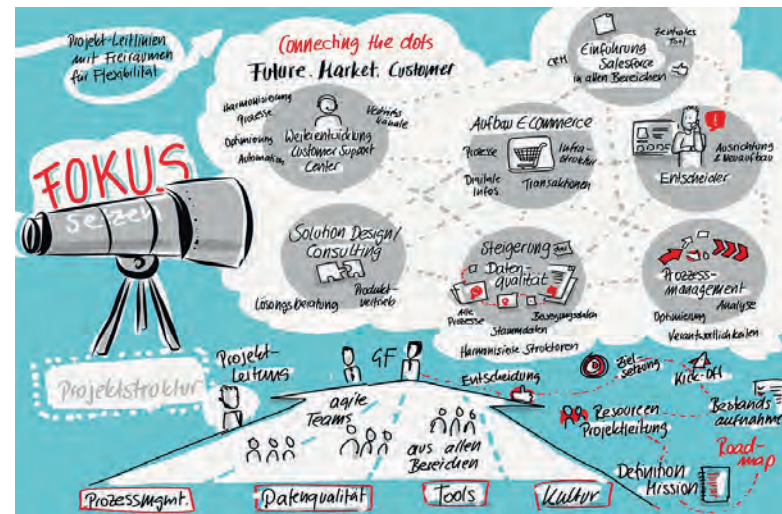 Projekt-Leitlinien
mit Freiräumen
für Flexibilität
Connecting the dots
Future. Market. Customer
Harmonisierung
Prozesse
Optimierung
Automation
Vertriebs
kanäle
Weiterentwicklung
Customer Support
Center
CRM
Zentrales
Tool
Einführung
Salesforce
in allen Bereichen
Aufbau E-Commerce
Prozesse
Infra-
struktur
Digitale
Infos
Transaktionen
Ausrichtung
& Neuaufbau
Entscheider
FOKUS
setzen
Solution Design/
Consulting
Lösungsberatung
Produkt-
vertrieb
Steigerung
Daten-
qualität
Alle
Prozesse
Bewegungsdaten
Stammdaten
Harmonisierte Strukturen
Prozess-
management
Analyse
Optimierung
Verantwortlichkeiten
Projektstruktur
Projekt-
Leitung
GF
agile
Teams
aus allen
Bereichen
Entscheidung
Ziel-
setzung
Kick-Off
Bestands
aufnahme
Resourcen
Projektleitung
Road-
map
Definition
Mission
Prozessmgmt.
Datenqualität
Tools
Kultur